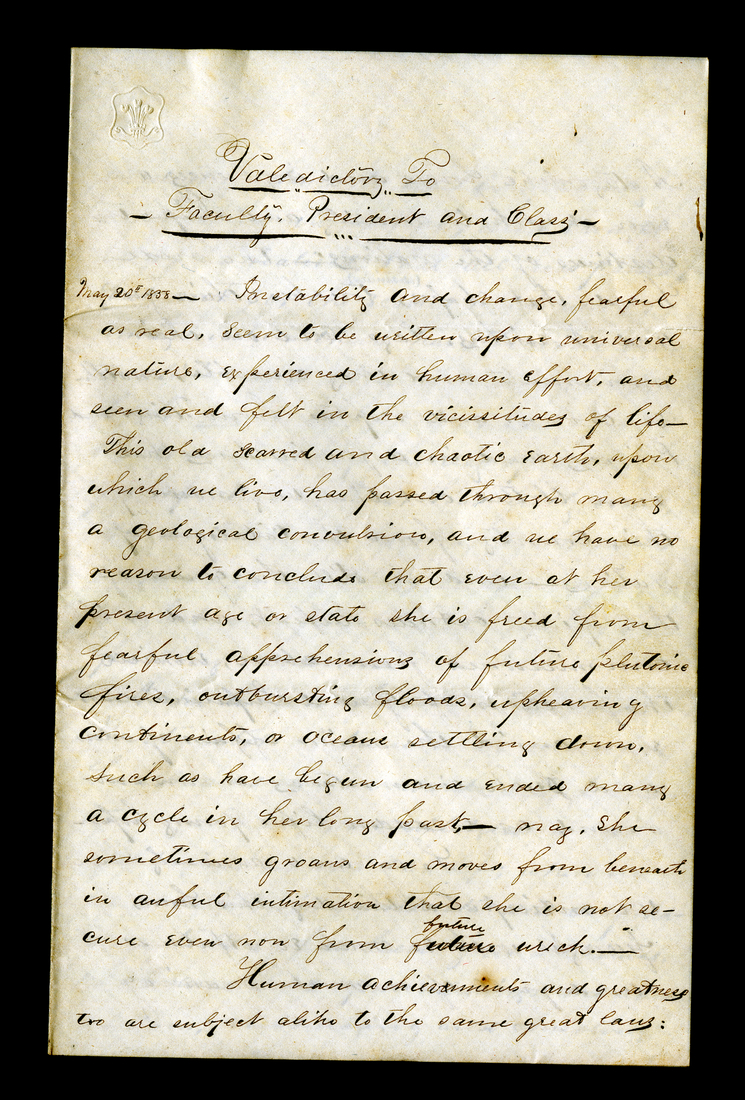 Valedictory To
– Faculty, President and Class –
May 20th 1858 — Instability and change, fearful
as real, seem to be written upon universal
nature, experienced in human effort, and
seen and felt in the vicissitudes of life—
This old scarred and chaotic earth, upon
which we live, has passed through many
a geological convulsion, and we have no
reason to conclude that even at her
present age or state she is freed from
fearful apprehensions of future plutonic
fires, outbursting floods, upheaving
continents, or oceans settling down,
such as have begun and ended many
a cycle in her long past,— nay, she
sometimes groans and moves from beneath
in awful intimation that she is not se-
cure even now from future wreck.—
Human achievements and greatness
too are subject alike to the same great laws: